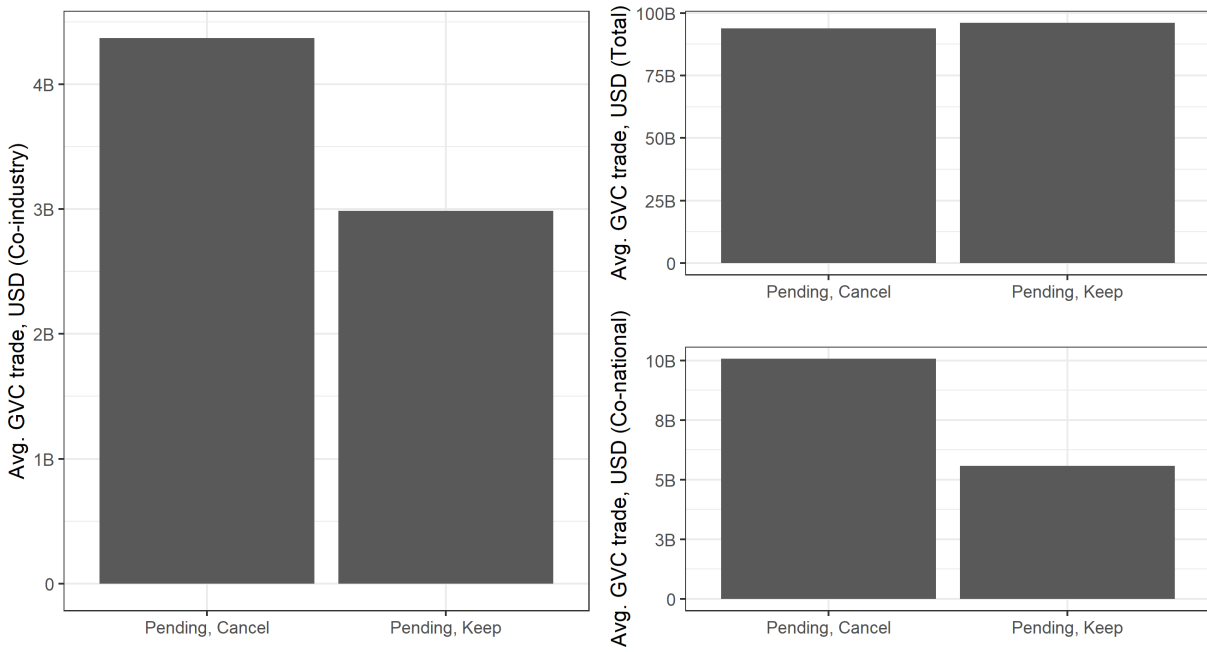 Avg. GVC trade, USD (Co-industry)
4B
3B
2B
1B
0
Pending, Cancel
Pending, Keep
Avg. GVC trade, USD (Total)
100B
75B
50B
25B
0
Pending, Cancel
Pending, Keep
Avg. GVC trade, USD (Co-national)
10B
8B
5B
3B
0
Pending, Cancel
Pending, Keep